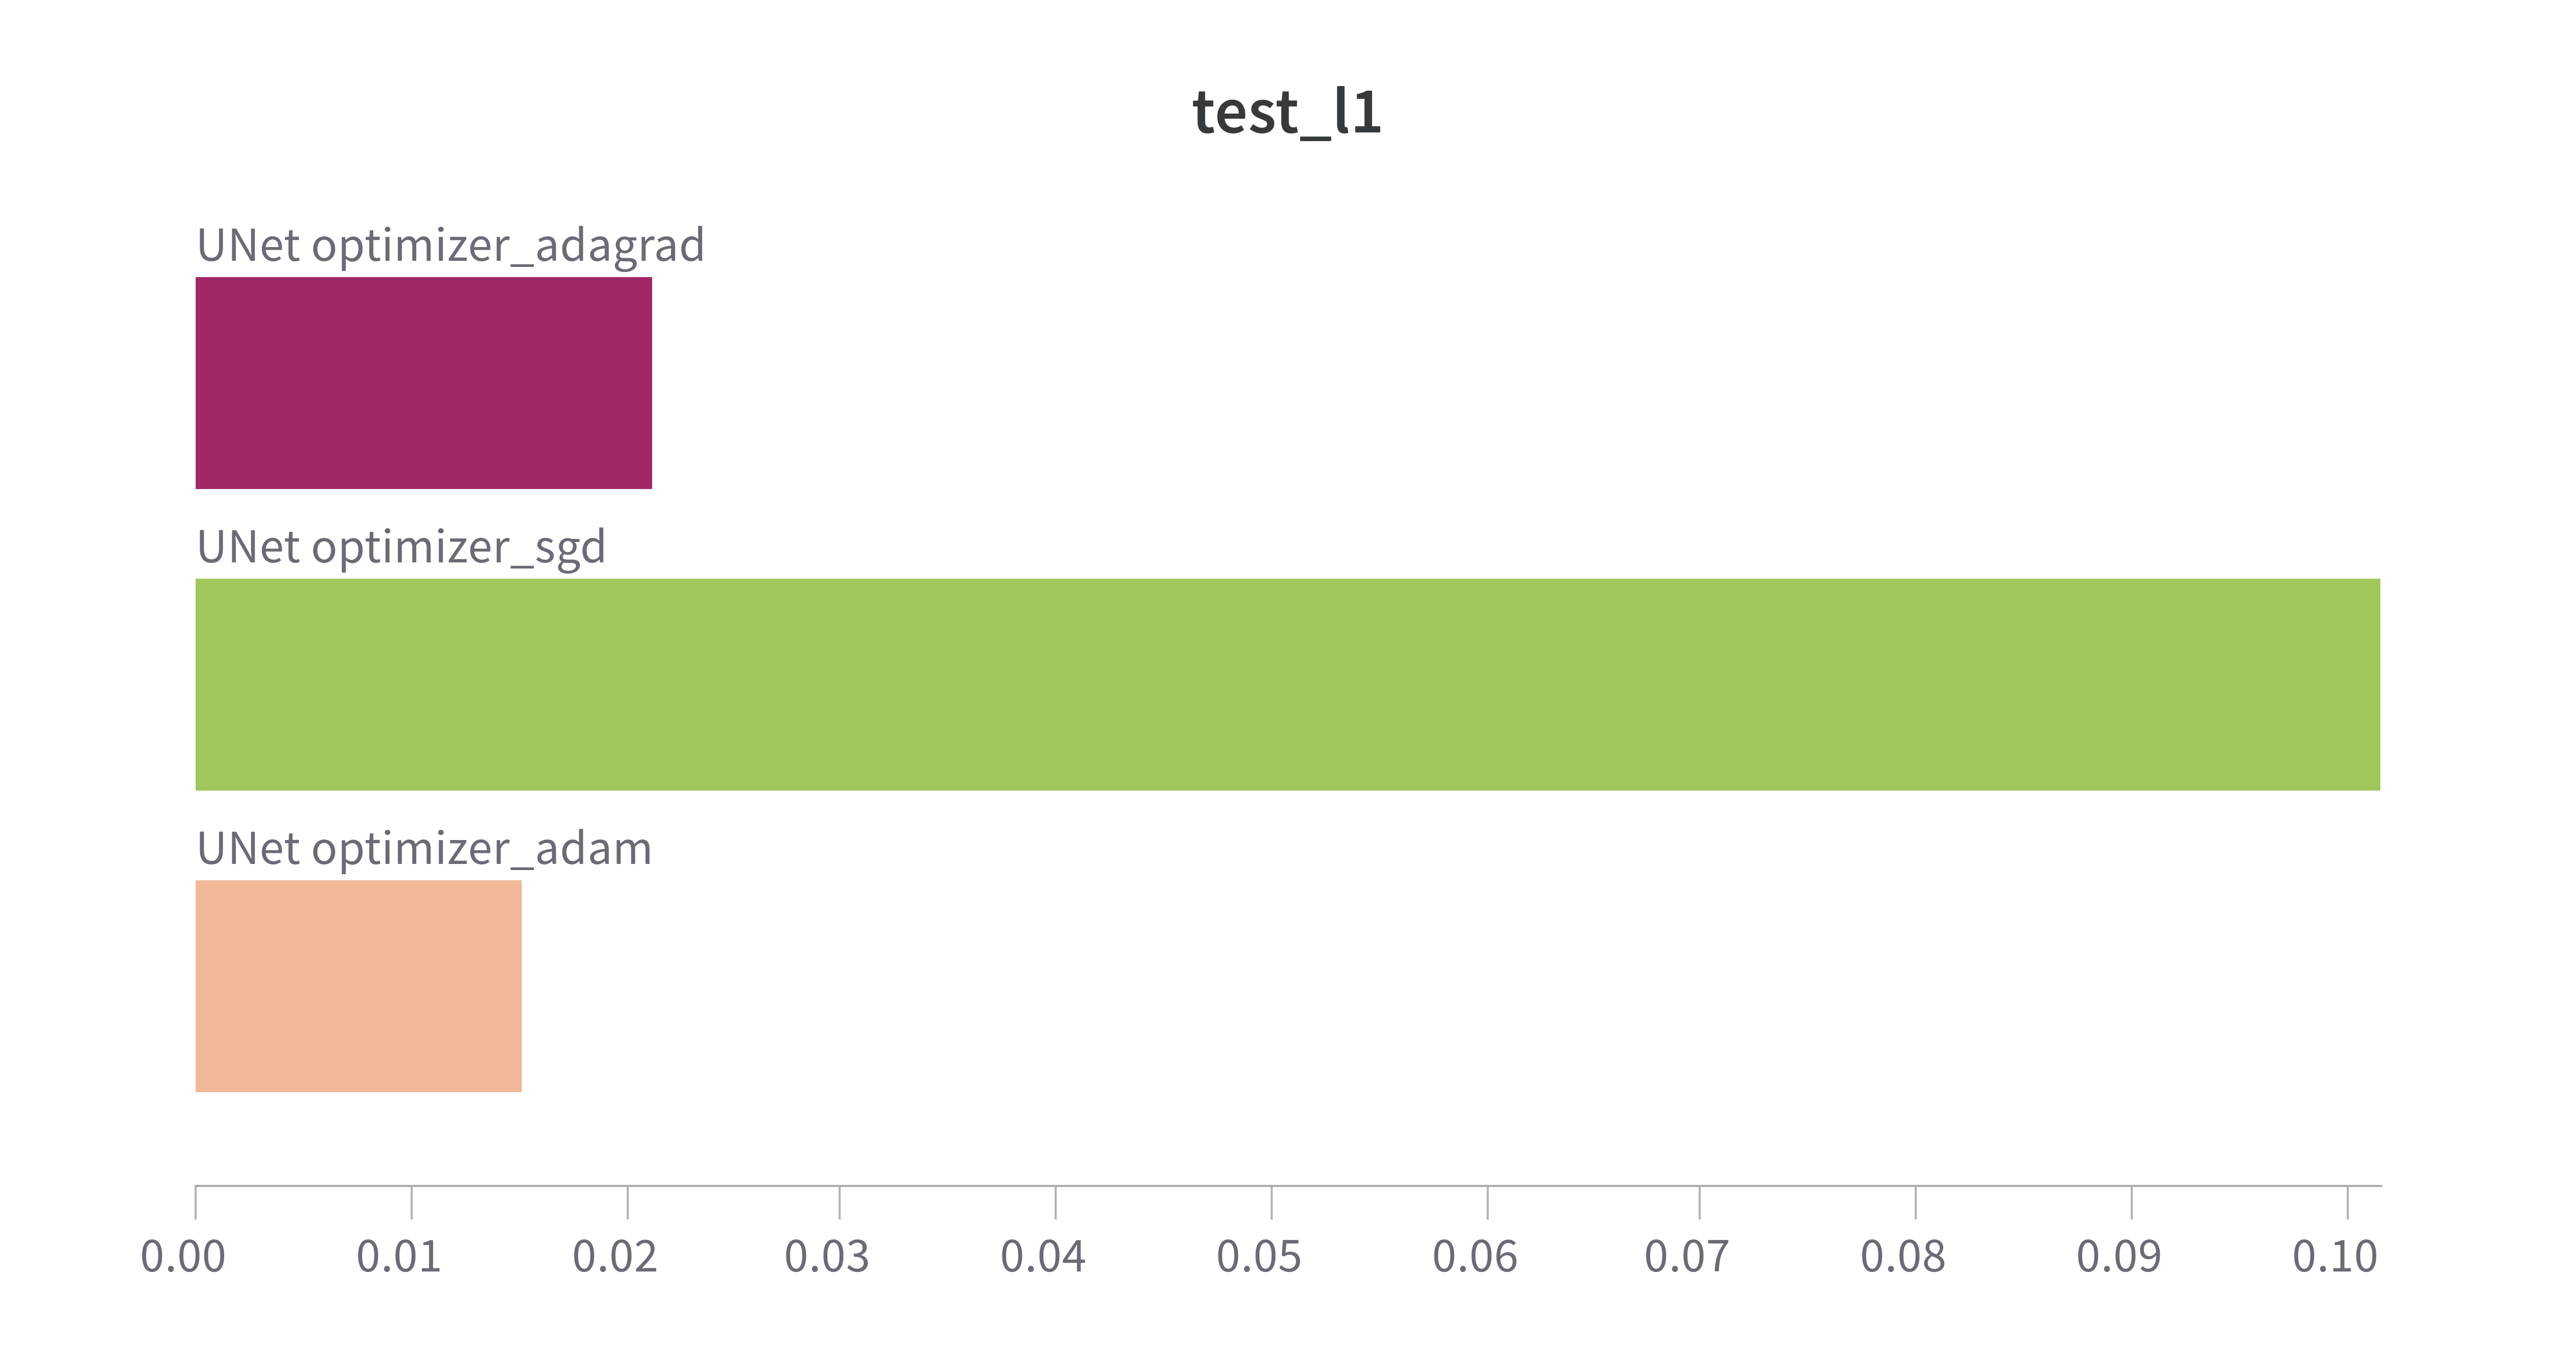 test_l1
UNet optimizer_adagrad
UNet optimizer_sgd
UNet optimizer_adam
0.00 0.01 0.02 0.03 0.04 0.05 0.06 0.07 0.08 0.09 0.10